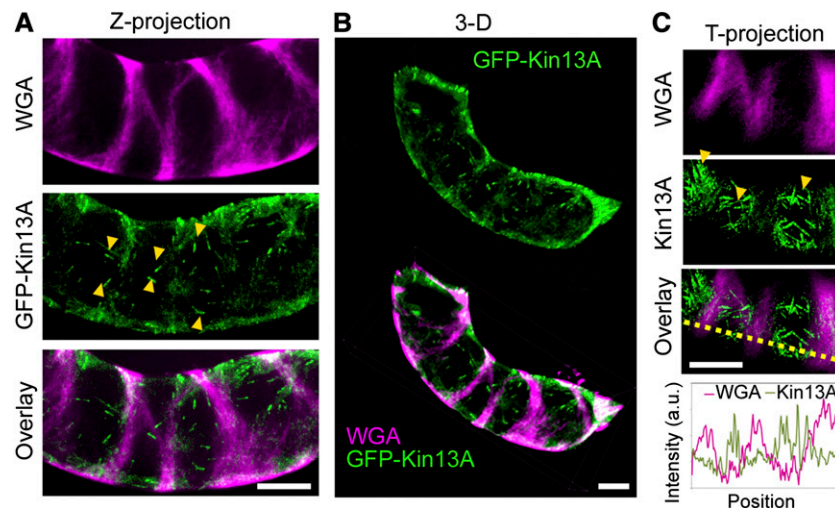 A
Z-projection
WGA
GFP-Kin13A
Overlay
B
3-D
GFP-Kin13A
WGA
GFP-Kin13A
C
T-projection
WGA
Kin13A
Overlay
WGA Kin13A
Intensity (a.u.)
Position